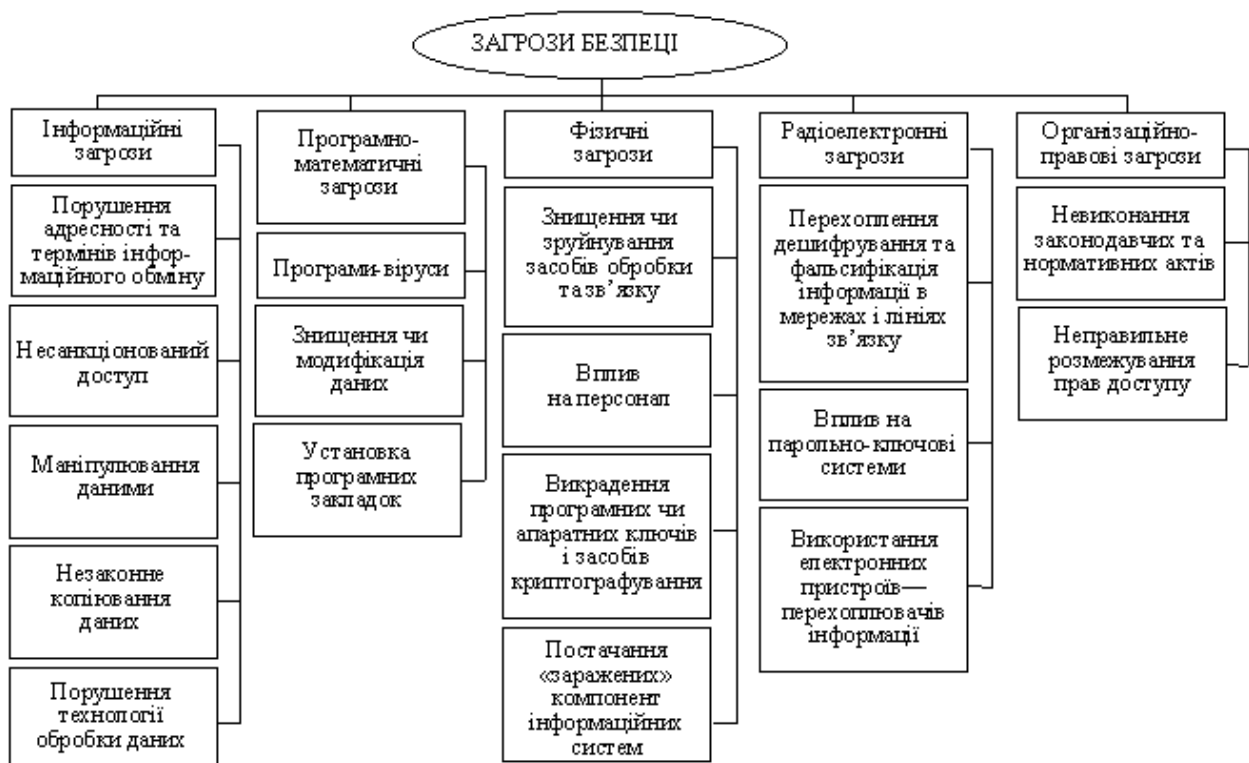 ЗАГРОЗИ БЕЗПЕЦІ
Інформаційні
загрози
Порушення
адресності та
термінів інфор-
маційного обміну
Несанкціонований
доступ
Маніпулювання
даними
Незаконне
копіювання
даних
Порушення
технології
обробки даних
Програмно-
математичні
загрози
Програми-віруси
Знищення чи
модифікація
даних
Установка
програмних
закладок
Фізичні
загрози
Знищення чи
зруйнування
засобів обробки
та зв’язку
Вплив
на персонал
Викрадення
програмних чи
апаратних ключів
і засобів
криптографування
Постачання
«заражених»
компонент
інформаційних
систем
Радіоелектронні
загрози
Перехоплення
дешифрування та
фальсифікація
інформації в
мережах і лініях
зв’язку
Вплив на
парольно-ключові
системи
Використання
електронних
пристроїв—
перехоплювачів
інформації
Організаційно-
правові загрози
Невиконання
законодавчих та
нормативних актів
Неправильне
розмежування
прав доступу